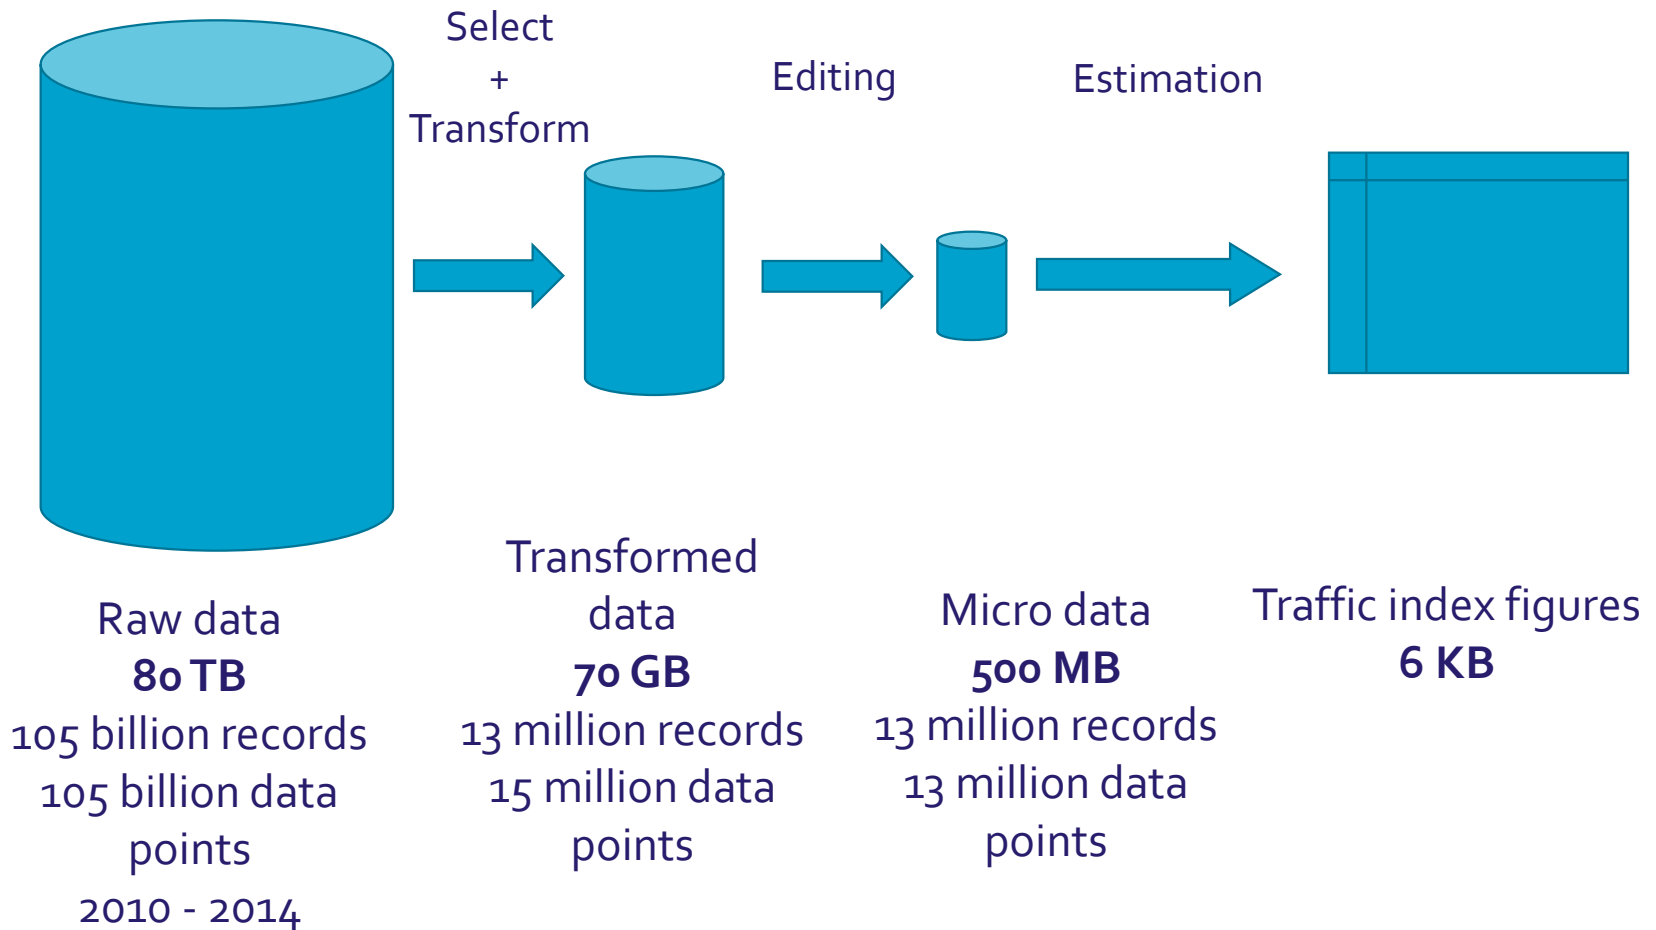 Select
+
Transform
Editing
Estimation
Raw data
80 TB
105 billion records
105 billion data
points
2010 - 2014
Transformed
data
70 GB
13 million records
15 million data
points
Micro data
500 MB
13 million records
13 million data
points
Traffic index figures
6 KB